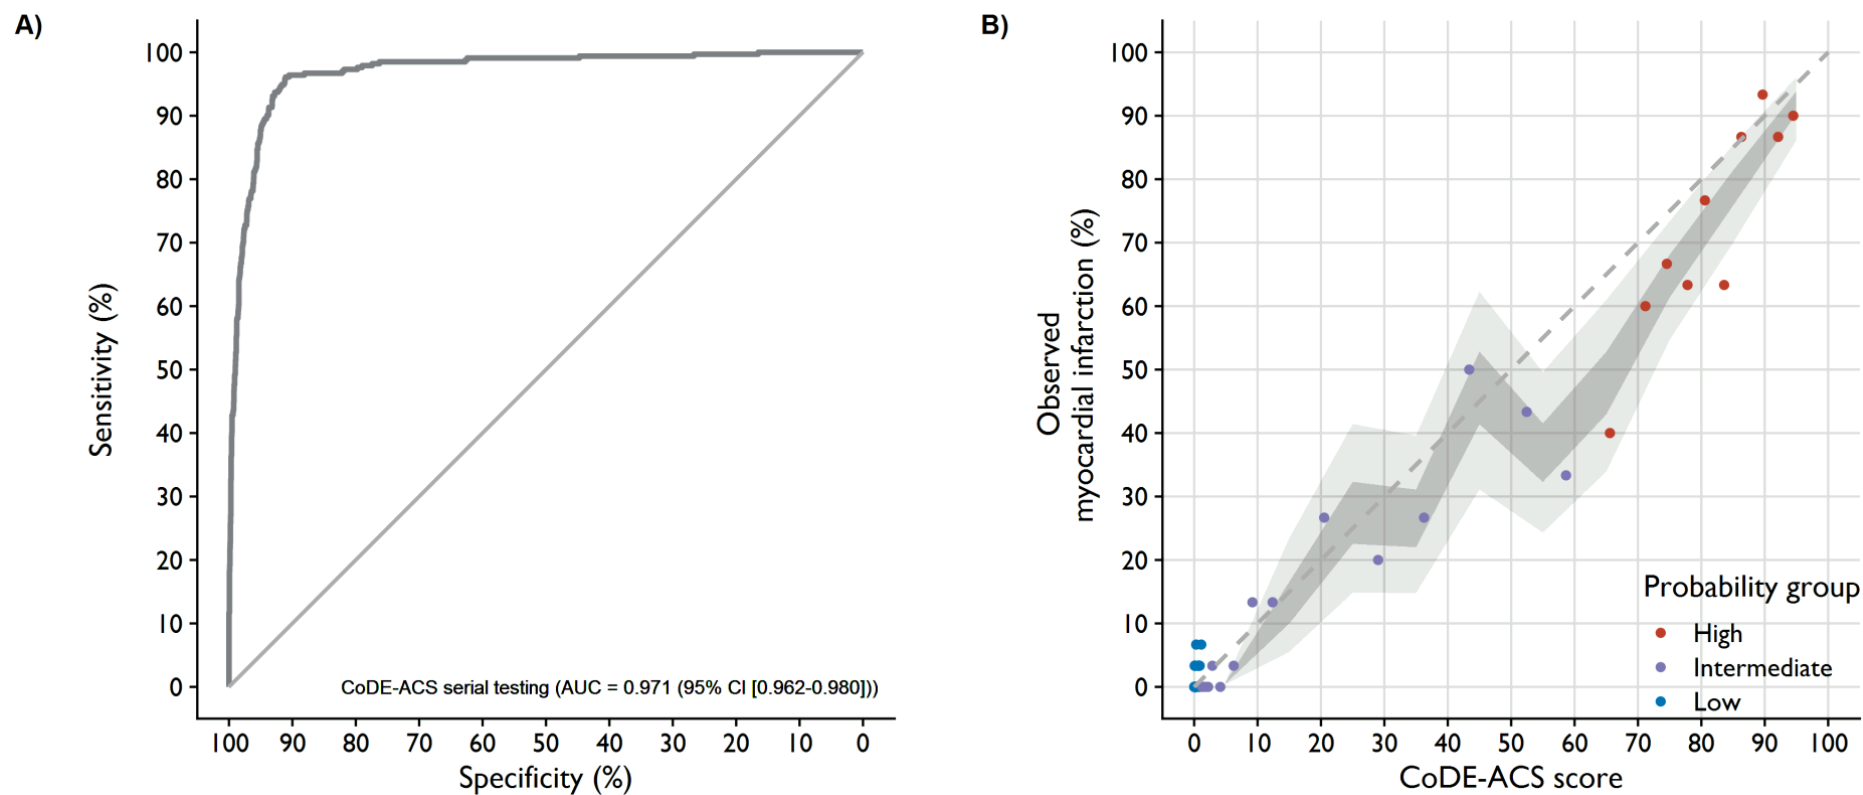 A)
100
90
80
70
60
50
40
30
20
10
0
Sensitivity (%)
CoDE-ACS serial testing (AUC = 0.971 (95% CI [0.962-0.980]))
100 90 80 70 60 50 40 30 20 10 0
Specificity (%)
B)
100
90
80
70
60
50
40
30
20
10
0
Observed
myocardial infarction (%)
Probability group
High
Intermediate
Low
0 10 20 30 40 50 60 70 80 90 100
CoDE-ACS score